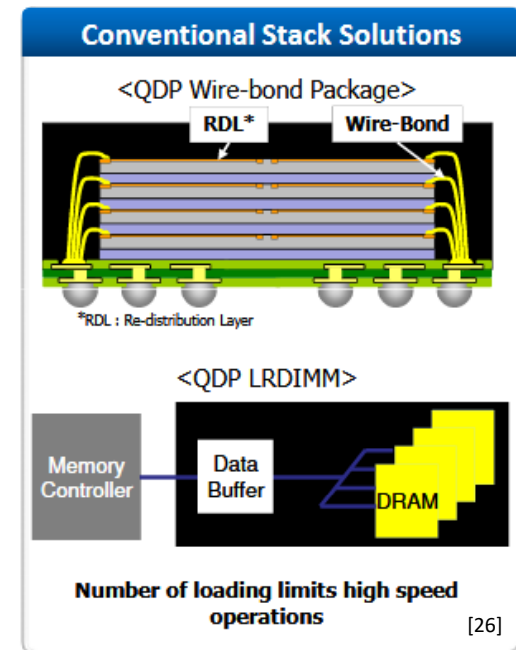 Conventional Stack Solutions
<QDP Wire-bond Package>
RDL*
Wire-Bond
*RDL : Re-distribution Layer
<QDP LRDIMM>
Memory
Controller
Data
Buffer
DRAM
Number of loading limits high speed
operations
[26]